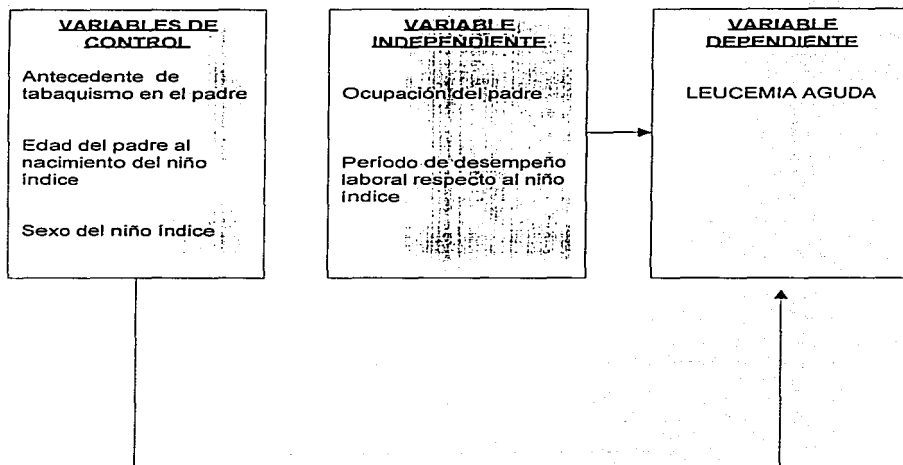 VARIABLES DE
CONTROL
Antecedente de
tabaquismo en el padre
Edad del padre al
nacimiento del niño
índice
Sexo del niño índice
VARIABLE
INDEPENDIENTE
Ocupación del padre
Período de desempeño
laboral respecto al niño
índice
VARIABLE
DEPENDIENTE
LEUCEMIA AGUDA